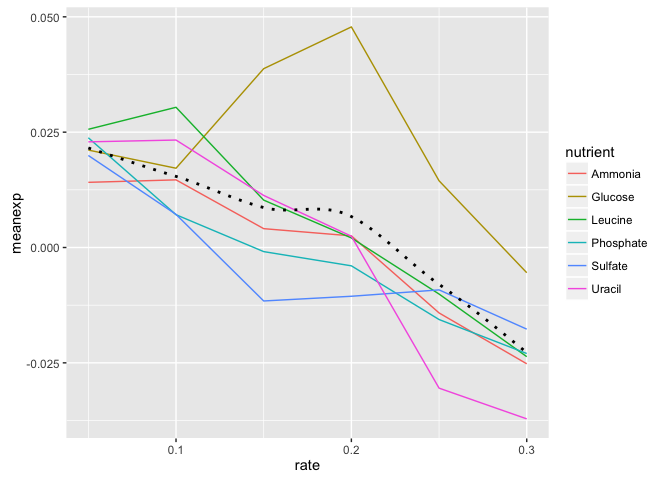 0.050
0.025
0.000
-0.025
meanexp
0.1
0.2
0.3
rate
nutrient
Ammonia
Glucose
Leucine
Phosphate
Sulfate
Uracil